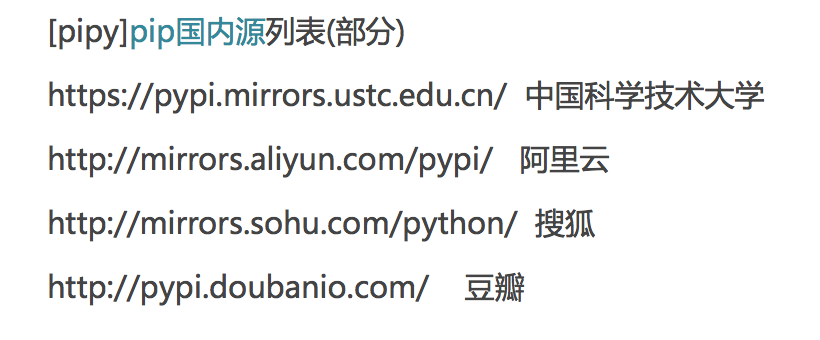 [pipy]pip国内源列表(部分)
https://pypi.mirrors.ustc.edu.cn/ 中国科学技术大学
http://mirrors.aliyun.com/pypi/ 阿里云
http://mirrors.sohu.com/python/ 搜狐
http://pypi.doubanio.com/ 豆瓣